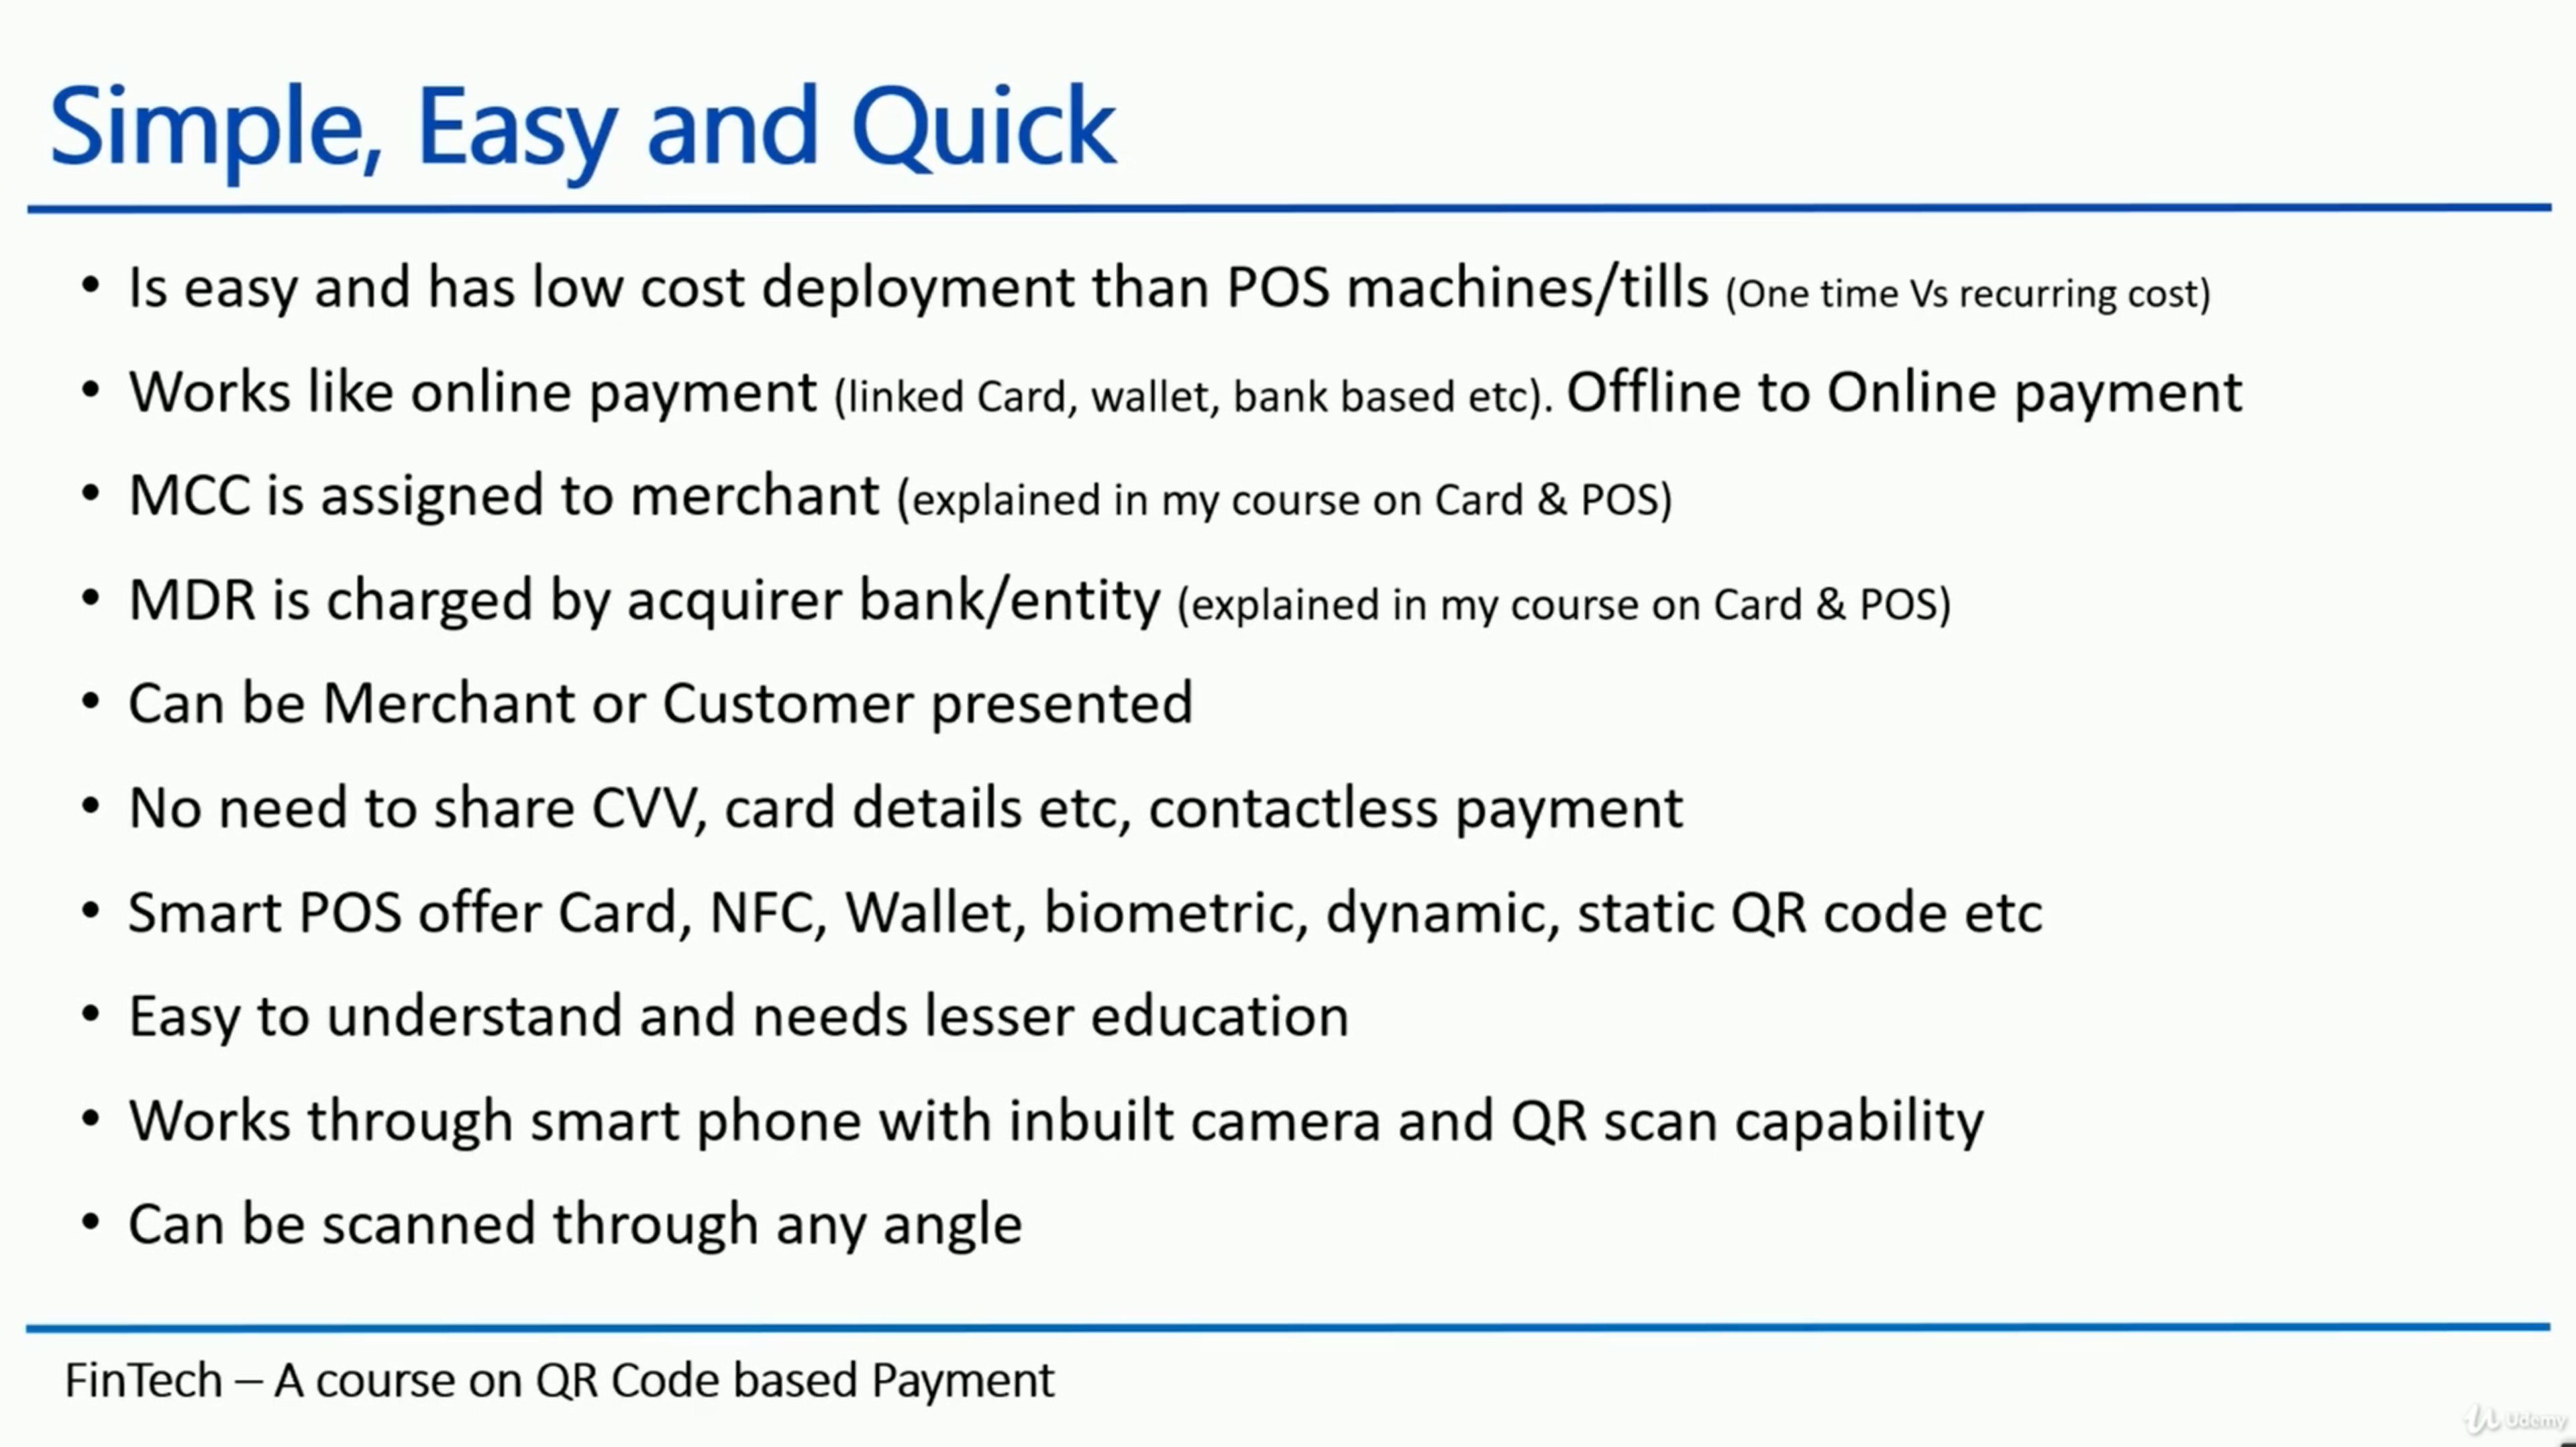 Simple, Easy and Quick
• Is easy and has low cost deployment than POS machines/tills (One time Vs recurring cost)
• Works like online payment (linked Card, wallet, bank based etc). Offline to Online payment
• MCC is assigned to merchant (explained in my course on Card & POS)
• MDR is charged by acquirer bank/entity (explained in my course on Card & POS)
• Can be Merchant or Customer presented
• No need to share CVV, card details etc, contactless payment
• Smart POS offer Card, NFC, Wallet, biometric, dynamic, static QR code etc
• Easy to understand and needs lesser education
• Works through smart phone with inbuilt camera and QR scan capability
• Can be scanned through any angle
FinTech – A course on QR Code based Payment
Udemy